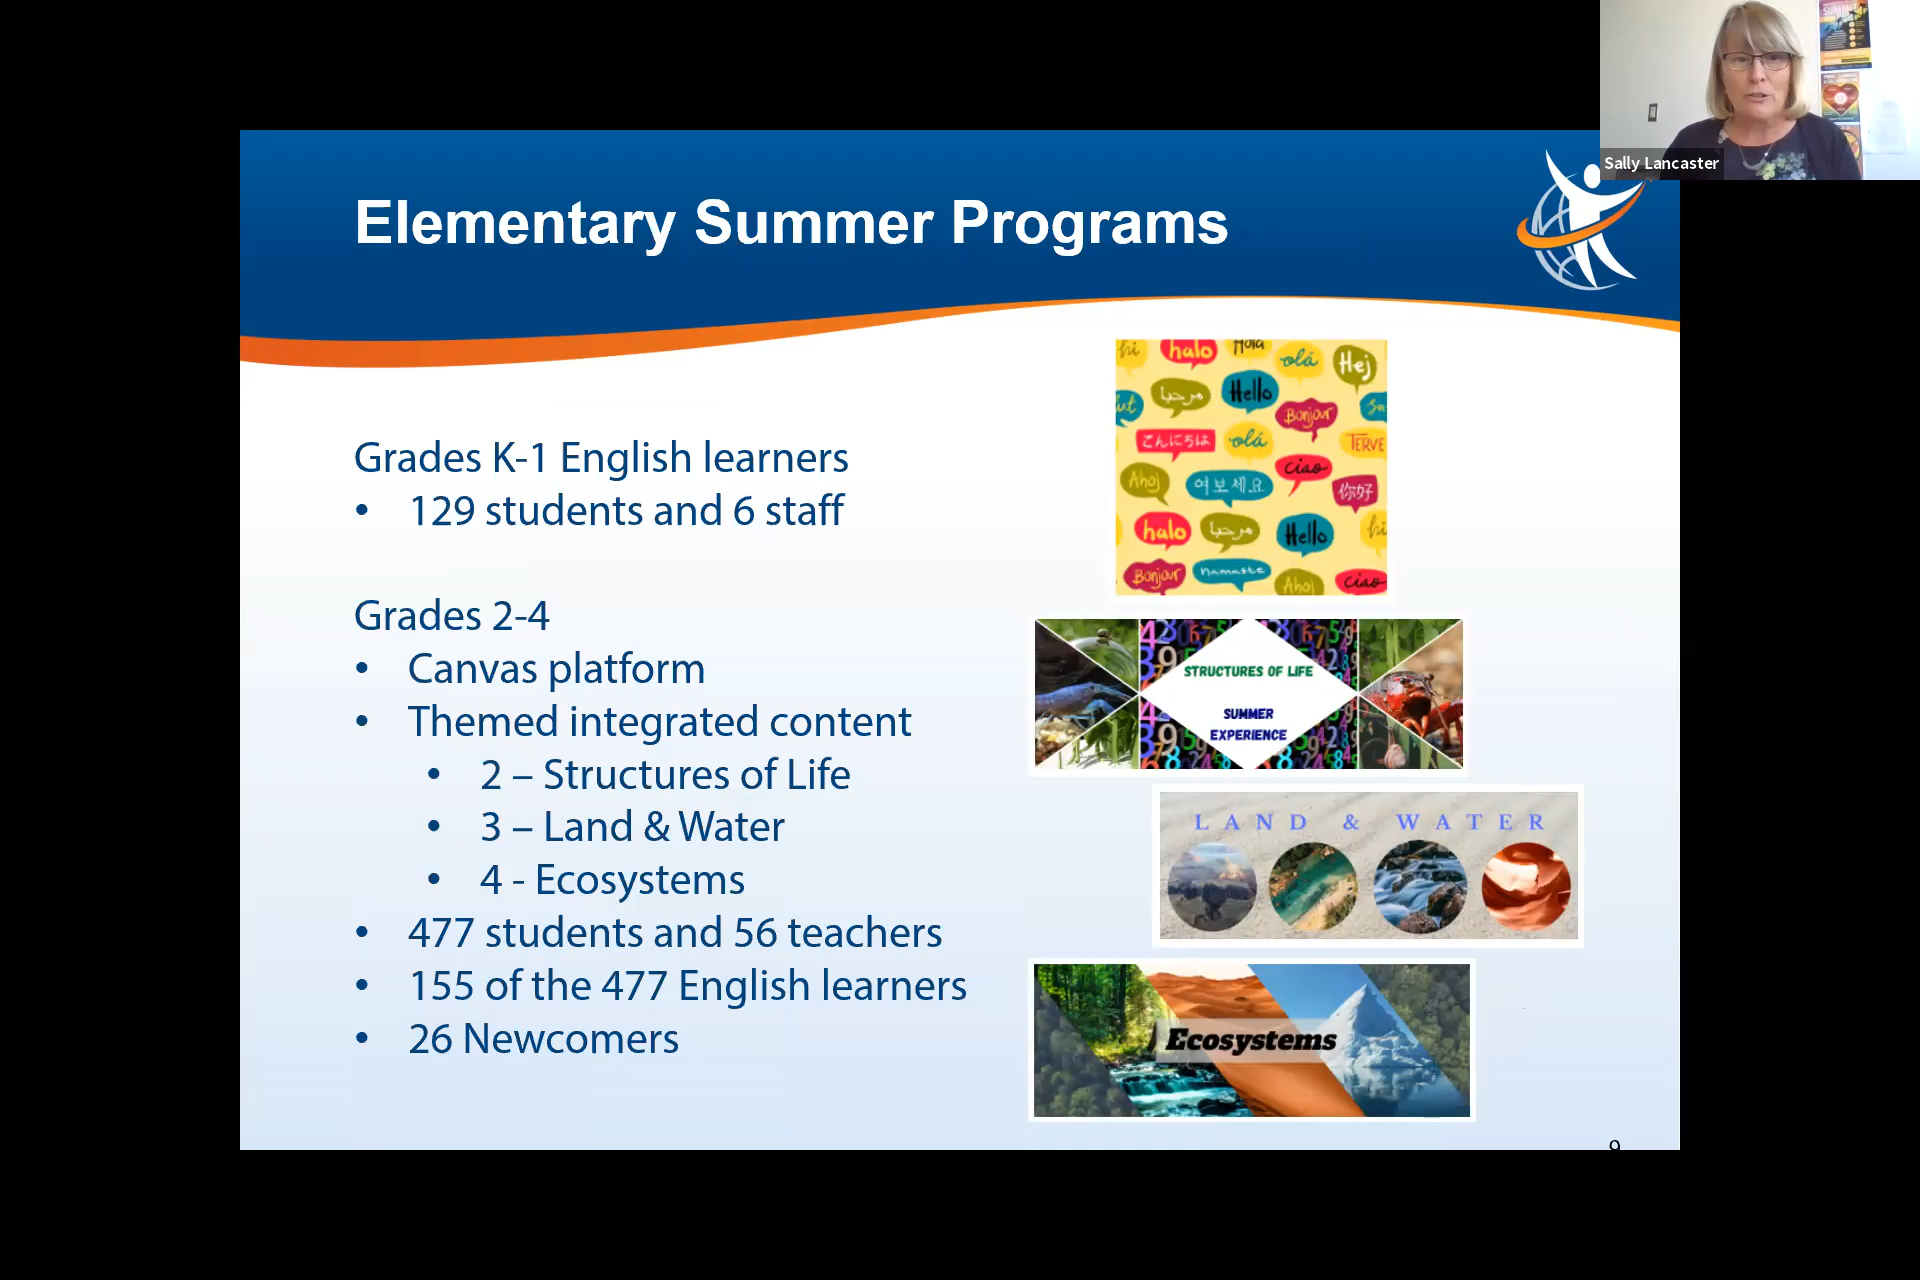 Sally Lancaster
Elementary Summer Programs
Grades K-1 English learners
• 129 students and 6 staff
Grades 2-4
• Canvas platform
• Themed integrated content
• 2 – Structures of Life
• 3 – Land & Water
• 4 - Ecosystems
• 477 students and 56 teachers
• 155 of the 477 English learners
• 26 Newcomers
hi halo Hola olá Hej
مرحبا Hello Bonjour
こんにちは olá TERVE
Ahoj 여보세요 ciao 你好
halo مرحبا Hello hi
Bonjour namaste Ahoj ciao
STRUCTURES OF LIFE
SUMMER
EXPERIENCE
LAND & WATER
Ecosystems
9